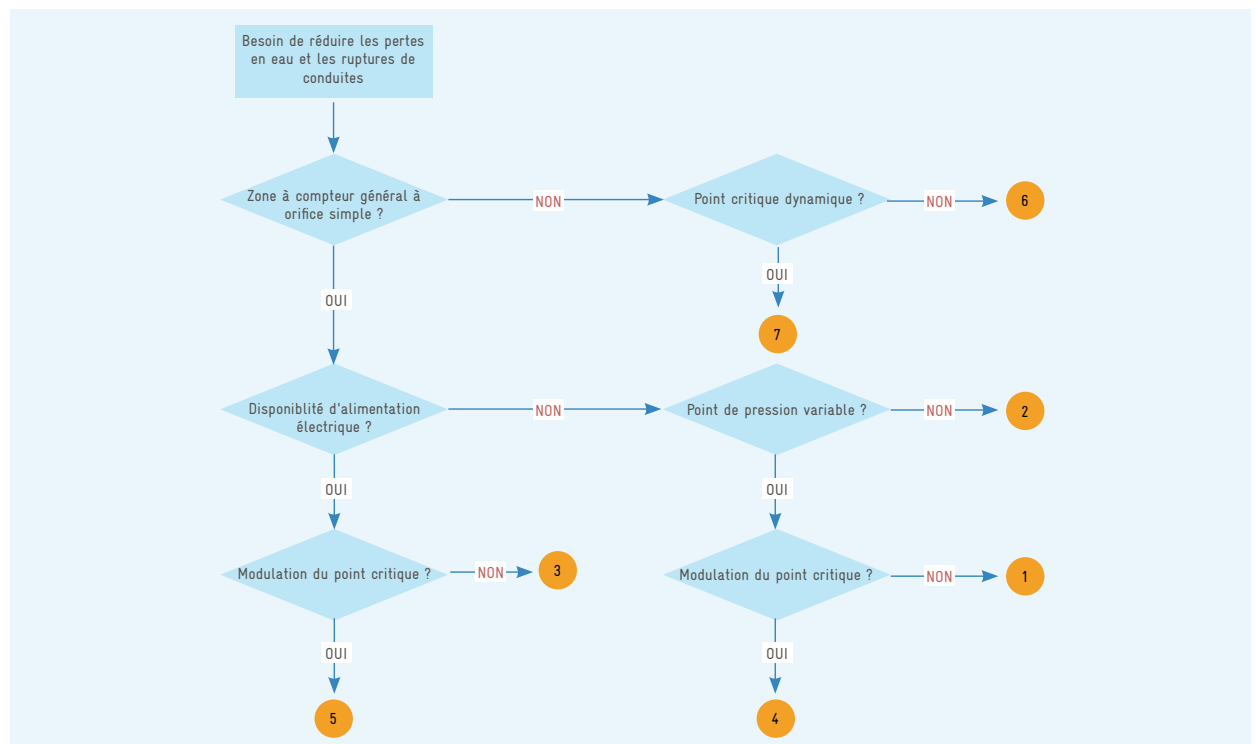 Besoin de réduire les pertes
en eau et les ruptures de
conduites
Zone à compteur général à
orifice simple ?
NON
Point critique dynamique ?
NON
6
OUI
7
OUI
Disponiblité d'alimentation
électrique ?
NON
Point de pression variable ?
NON
2
OUI
OUI
Modulation du point critique ?
NON
3
Modulation du point critique ?
NON
1
OUI
OUI
5
4